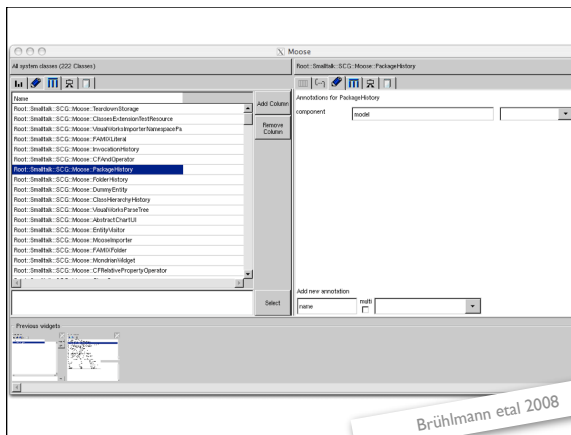 Moose
All system classes (222 Classes)
Root::Smalltalk::SCG::Moose::PackageHistory
Name
Root::Smalltalk::SCG::Moose::TeardownStorage
Root::Smalltalk::SCG::Moose::ClassesExtensionTestResource
Root::Smalltalk::SCG::Moose::VisualWorksImporterNamespacePa
Root::Smalltalk::SCG::Moose::FAMIXLiteral
Root::Smalltalk::SCG::Moose::InvocationHistory
Root::Smalltalk::SCG::Moose::CFAndOperator
Root::Smalltalk::SCG::Moose::PackageHistory
Root::Smalltalk::SCG::Moose::FolderHistory
Root::Smalltalk::SCG::Moose::DummyEntity
Root::Smalltalk::SCG::Moose::ClassHierarchyHistory
Root::Smalltalk::SCG::Moose::VisualWorksParseTree
Root::Smalltalk::SCG::Moose::AbstractChartUI
Root::Smalltalk::SCG::Moose::EntityVisitor
Root::Smalltalk::SCG::Moose::MooseImporter
Root::Smalltalk::SCG::Moose::FAMIXFolder
Root::Smalltalk::SCG::Moose::MondrianWidget
Root::Smalltalk::SCG::Moose::CFRelativePropertyOperator
Add Column
Remove
Column
Select
Annotations for PackageHistory
component
model
Add new annotation
name
multi
Previous widgets
Brühlmann etal 2008